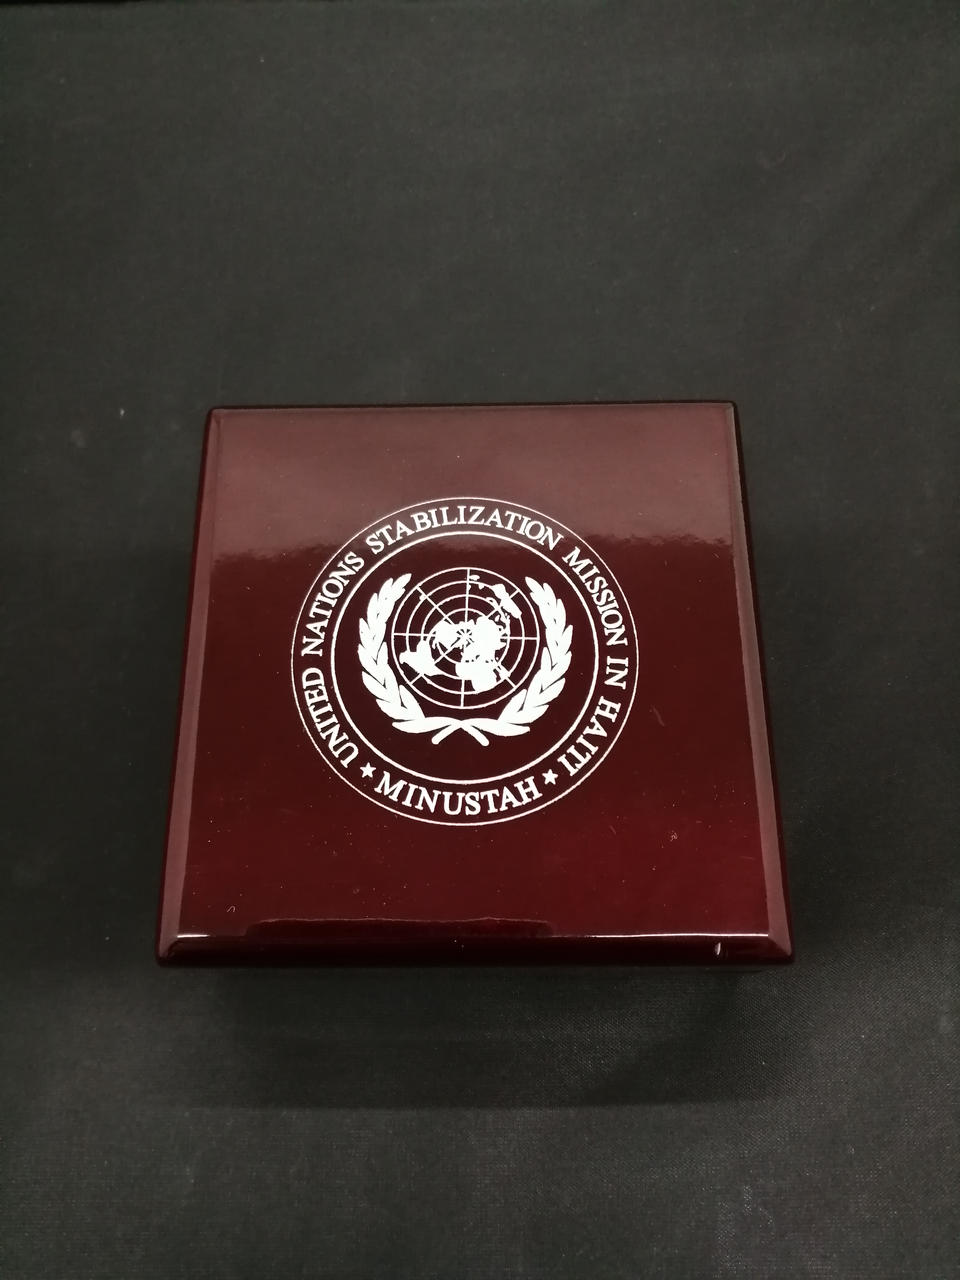 UNITED NATIONS STABILIZATION MISSION IN HAITI
★ MINUSTAH ★